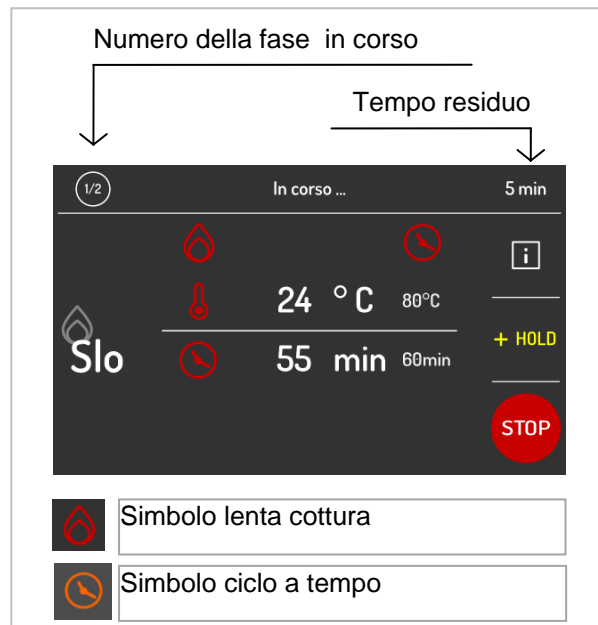 Numero della fase in corso
Tempo residuo
1/2 In corso ... 5 min
i
24 °C 80°C
+ HOLD
Slo 55 min 60min
STOP
Simbolo lenta cottura
Simbolo ciclo a tempo